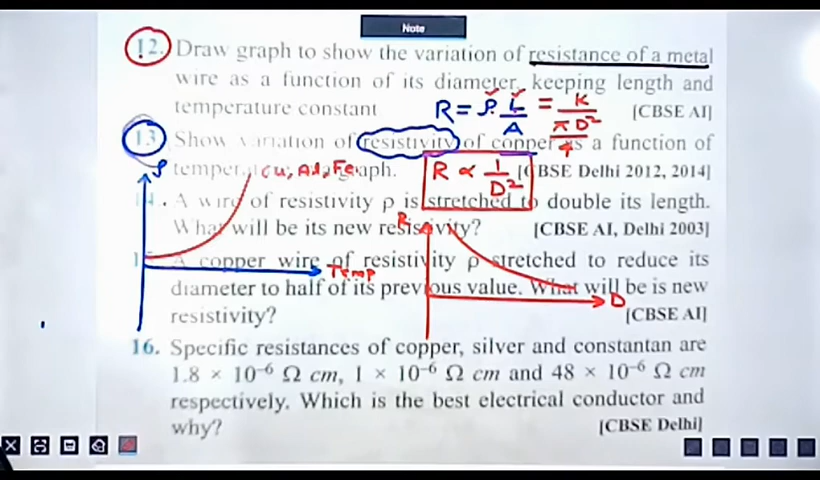 Note
12. Draw graph to show the variation of resistance of a metal
wire as a function of its diameter, keeping length and
temperature constant [CBSE AI]
R = ρ. L/A = K/(πD²/4)
13. Show variation of resistivity of copper as a function of
temperature graph. [CBSE Delhi 2012, 2014]
ρ
Cu, Al, Fe
R ∝ 1/D²
14. A wire of resistivity ρ is stretched to double its length.
What will be its new resistivity? [CBSE AI, Delhi 2003]
R
Temp
D
A copper wire of resistivity ρ stretched to reduce its
diameter to half of its previous value. What will be is new
resistivity? [CBSE AI]
16. Specific resistances of copper, silver and constantan are
1.8 × 10⁻⁶ Ω cm, 1 × 10⁻⁶ Ω cm and 48 × 10⁻⁶ Ω cm
respectively. Which is the best electrical conductor and
why? [CBSE Delhi]